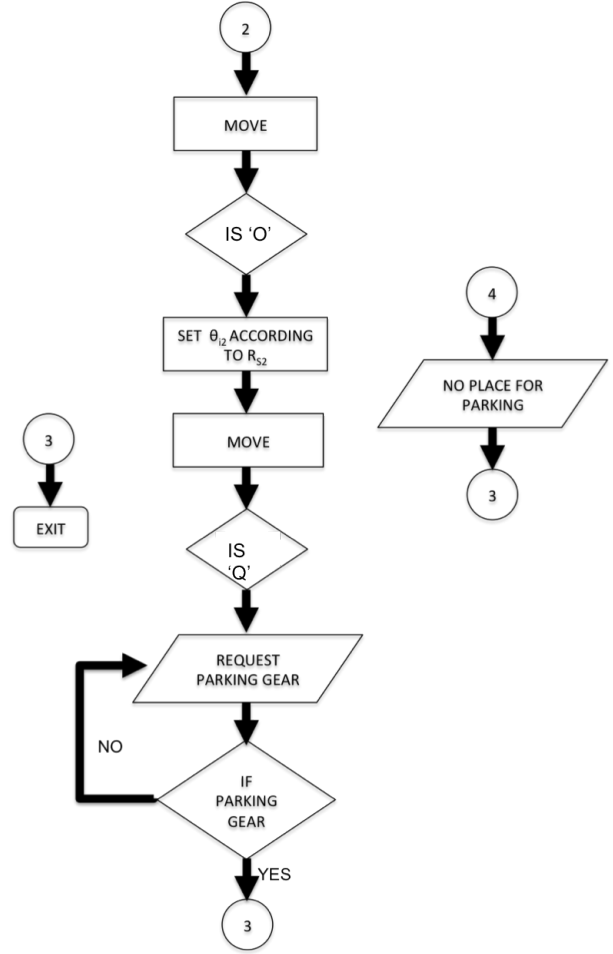 2
MOVE
IS ‘O’
SET θi2 ACCORDING
TO RS2
MOVE
IS
‘Q’
REQUEST
PARKING GEAR
NO
IF
PARKING
GEAR
YES
3
3
EXIT
4
NO PLACE FOR
PARKING
3